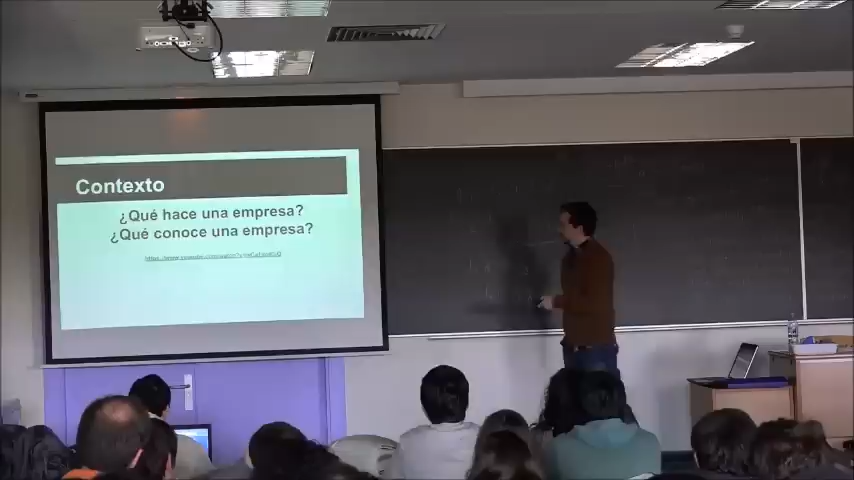 Contexto
¿Qué hace una empresa?
¿Qué conoce una empresa?